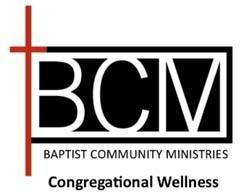 BCM
BAPTIST COMMUNITY MINISTRIES
Congregational Wellness